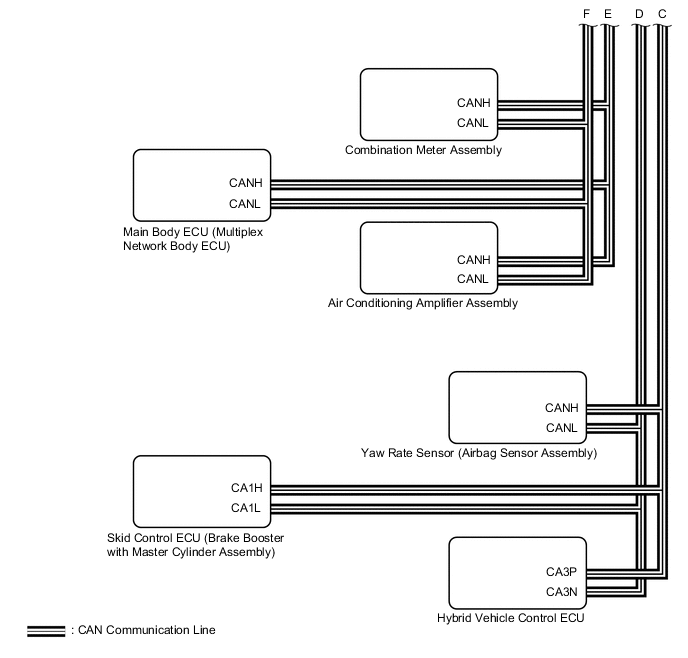 F E D C
CANH
CANL
Combination Meter Assembly
CANH
CANL
Main Body ECU (Multiplex
Network Body ECU)
CANH
CANL
Air Conditioning Amplifier Assembly
CANH
CANL
Yaw Rate Sensor (Airbag Sensor Assembly)
CA1H
CA1L
Skid Control ECU (Brake Booster
with Master Cylinder Assembly)
CA3P
CA3N
Hybrid Vehicle Control ECU
: CAN Communication Line